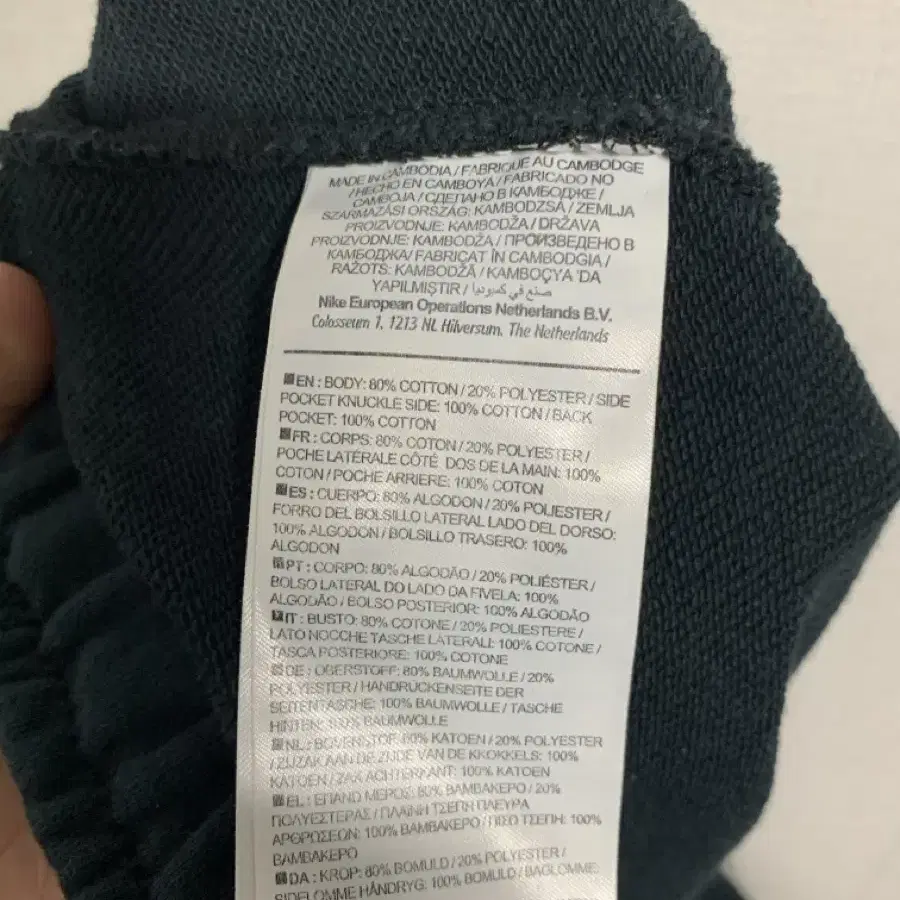 MADE IN CAMBODIA / FABRIQUE AU CAMBODGE
/ HECHO EN CAMBOYA / FABRICADO NO
CAMBOJA / СДЕЛАНО В КАМБОДЖЕ /
SZÁRMAZÁSI ORSZÁG: KAMBODZSA / ZEMLJA
PROIZVODNJE: KAMBODŽA / DRŽAVA
PROIZVODNJE: KAMBODŽA / ПРОИЗВЕДЕНО В
КАМБОДЖА/ FABRICAT ÎN CAMBODGIA /
RAŽOTS: KAMBODŽĀ / KAMBOÇYA 'DA
YAPILMIŞTIR / صنع في كمبوديا
Nike European Operations Netherlands B.V.
Colosseum 1, 1213 NL Hilversum. The Netherlands
EN : BODY: 80% COTTON / 20% POLYESTER / SIDE
POCKET KNUCKLE SIDE: 100% COTTON / BACK
POCKET: 100% COTTON
FR : CORPS: 80% COTON / 20% POLYESTER /
POCHE LATÉRALE CÔTÉ DOS DE LA MAIN: 100%
COTON / POCHE ARRIERE: 100% COTON
ES : CUERPO: 80% ALGODON / 20% POLIESTER /
FORRO DEL BOLSILLO LATERAL LADO DEL DORSO:
100% ALGODON / BOLSILLO TRASERO: 100%
ALGODON
PT : CORPO: 80% ALGODÃO / 20% POLIÉSTER /
BOLSO LATERAL DO LADO DA FIVELA: 100%
ALGODÃO / BOLSO POSTERIOR: 100% ALGODÃO
IT : BUSTO: 80% COTONE / 20% POLIESTERE /
LATO NOCCHE TASCHE LATERALI: 100% COTONE /
TASCA POSTERIORE: 100% COTONE
DE : OBERSTOFF: 80% BAUMWOLLE / 20%
POLYESTER / HANDRÜCKENSEITE DER
SEITENTASCHE: 100% BAUMWOLLE / TASCHE
HINTEN: 100% BAUMWOLLE
NL : BOVENSTOF: 80% KATOEN / 20% POLYESTER
/ ZIJZAK AAN DE ZIJDE VAN DE KKOKKELS: 100%
KATOEN / ZAK ACHTERKANT: 100% KATOEN
EL : ΕΠΑΝΩ ΜΕΡΟΣ: 80% ΒΑΜΒΑΚΕΡΟ / 20%
ΠΟΛΥΕΣΤΕΡΑΣ / ΠΛΑΪΝΗ ΤΣΕΠΗ ΠΛΕΥΡΑ
ΑΡΘΡΩΣΕΩΝ: 100% ΒΑΜΒΑΚΕΡΟ / ΠΙΣΩ ΤΣΕΠΗ: 100%
ΒΑΜΒΑΚΕΡΟ
DA : KROP: 80% BOMULD / 20% POLYESTER /
SIDELOMME HÅNDRYG: 100% BOMULD / BAGLOMME: